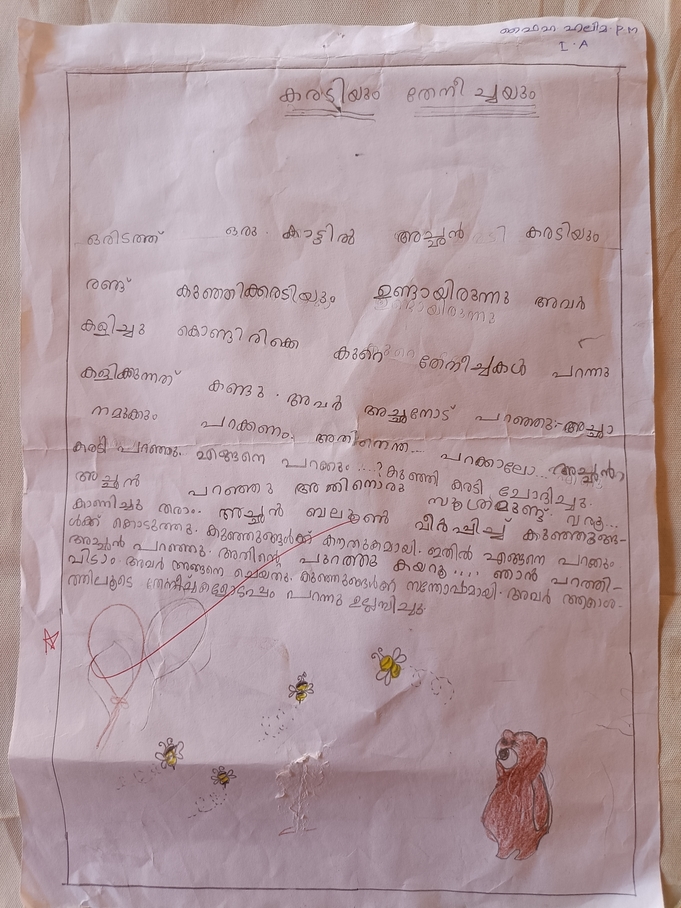 ഹലീമ. P.M
I. A
കരടിയും തേനീച്ചയും
ഒരിടത്ത് ഒരു കാട്ടിൽ അച്ഛൻ കരടിയും
രണ്ട് കുഞ്ഞിക്കരടിയും ഉണ്ടായിരുന്നു അവർ
കളിച്ചു കൊണ്ടിരിക്കെ കുറെ തേനീച്ചകൾ പറന്നു
കളിക്കുന്നത് കണ്ടു. അവർ അച്ഛനോട് പറഞ്ഞു:-അച്ഛാ
നമുക്കും പറക്കണം. അതിനെന്ത... പറക്കാലോ... അച്ഛൻ
കരടി പറഞ്ഞു. എങ്ങനെ പറക്കും ....? കുഞ്ഞി കരടി ചോദിച്ചു.
അച്ഛൻ പറഞ്ഞു അതിനൊരു സൂത്രമുണ്ട്. വരൂ...
കാണിച്ചു തരാം. അച്ഛൻ ബലൂൺ വീർപ്പിച്ച് കുഞ്ഞുങ്ങ-
ൾക്ക് കൊടുത്തു. കുഞ്ഞുങ്ങൾക്ക് കൗതുകമായി. ഇതിൽ എങ്ങനെ പറക്കും
അച്ഛൻ പറഞ്ഞു. അതിന്റെ പുറത്തു കയറൂ .... ഞാൻ പറത്തി-
വിടാം. അവർ അങ്ങനെ ചെയ്തു. കുഞ്ഞുങ്ങൾക്ക് സന്തോഷമായി. അവർ ആകാശ-
ത്തിലൂടെ തേനീച്ചകളോടൊപ്പം പറന്നു ഉല്ലസിച്ചു.